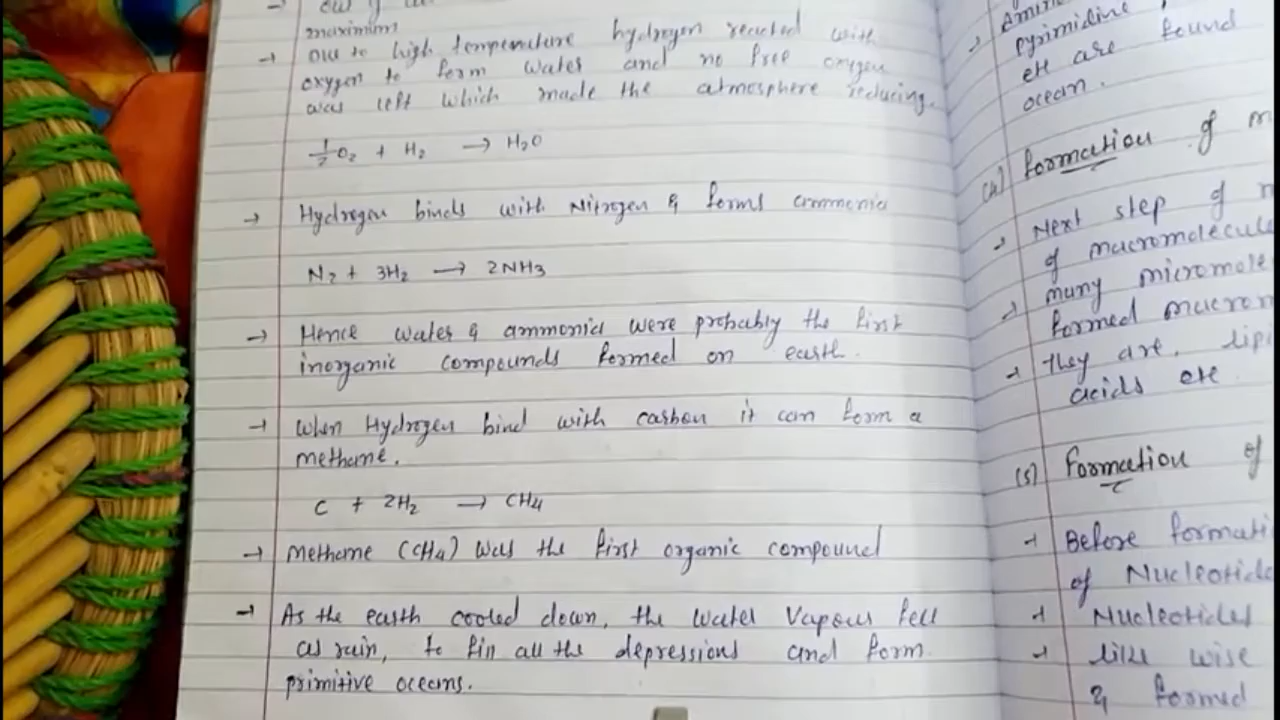 maximum
→ Due to high temperature hydrogen reacted with
oxygen to form water and no free oxygen
was left which made the atmosphere reducing.
1/2 O2 + H2 → H2O
→ Hydrogen binds with Nitrogen & forms ammonia
N2 + 3H2 → 2NH3
→ Hence water & ammonia were probably the first
inorganic compounds formed on earth.
→ When Hydrogen bind with carbon it can form a
methane.
C + 2H2 → CH4
→ Methane (CH4) was the first organic compound
→ As the earth cooled down, the water vapour fell
as rain, to fill all the depressions and form
primitive oceans.
Amin
→ pyrimidine
etc are found
ocean.
(4) Formation of m
→ Next step of
of macromolecule
→ many micromole
formed macrom
→ They are, lipi
acids etc.
(5) Formation of
→ Before formati
of Nucleotide
→ Nucleotides
→ like wise
& formed